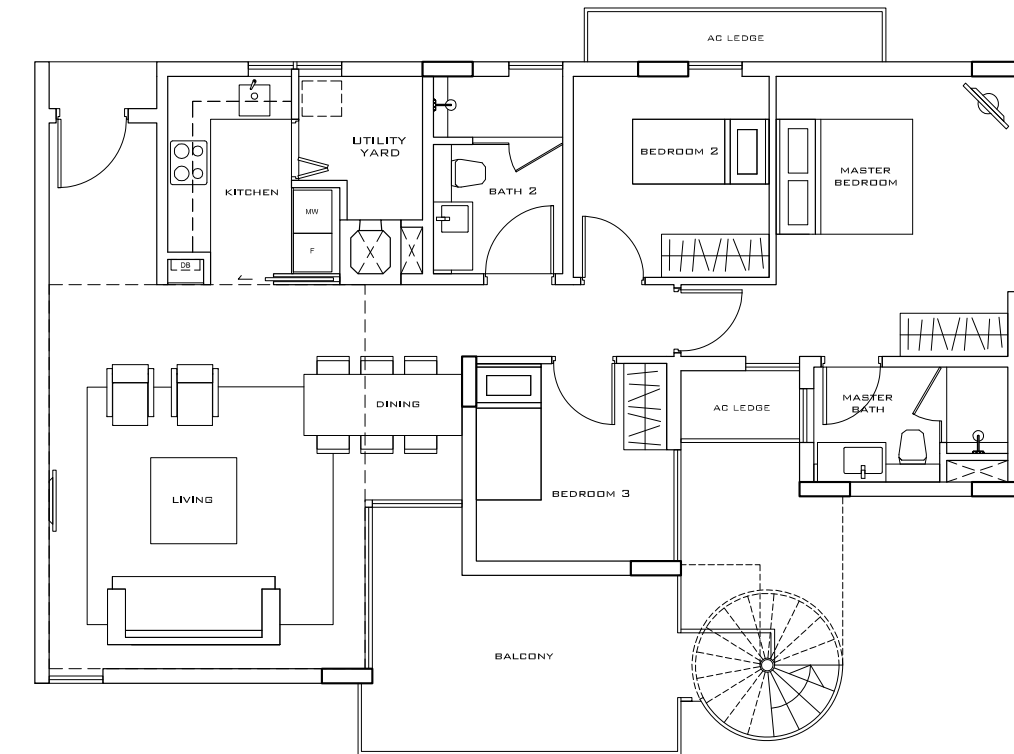 AC LEDGE
UTILITY
YARD
BEDROOM 2
MASTER
BEDROOM
KITCHEN
BATH 2
MW
F
DB
MASTER
BATH
DINING
AC LEDGE
LIVING
BEDROOM 3
BALCONY